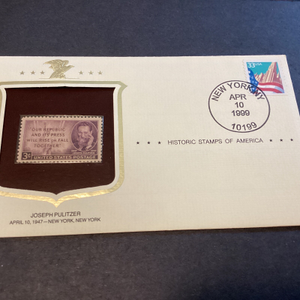 33 USA
NEW YORK NY
APR
10
1999
10199
OUR REPUBLIC
AND ITS PRESS
WILL RISE OR FALL
TOGETHER
3¢
UNITED STATES POSTAGE
HISTORIC STAMPS OF AMERICA
JOSEPH PULITZER
APRIL 10, 1947—NEW YORK, NEW YORK